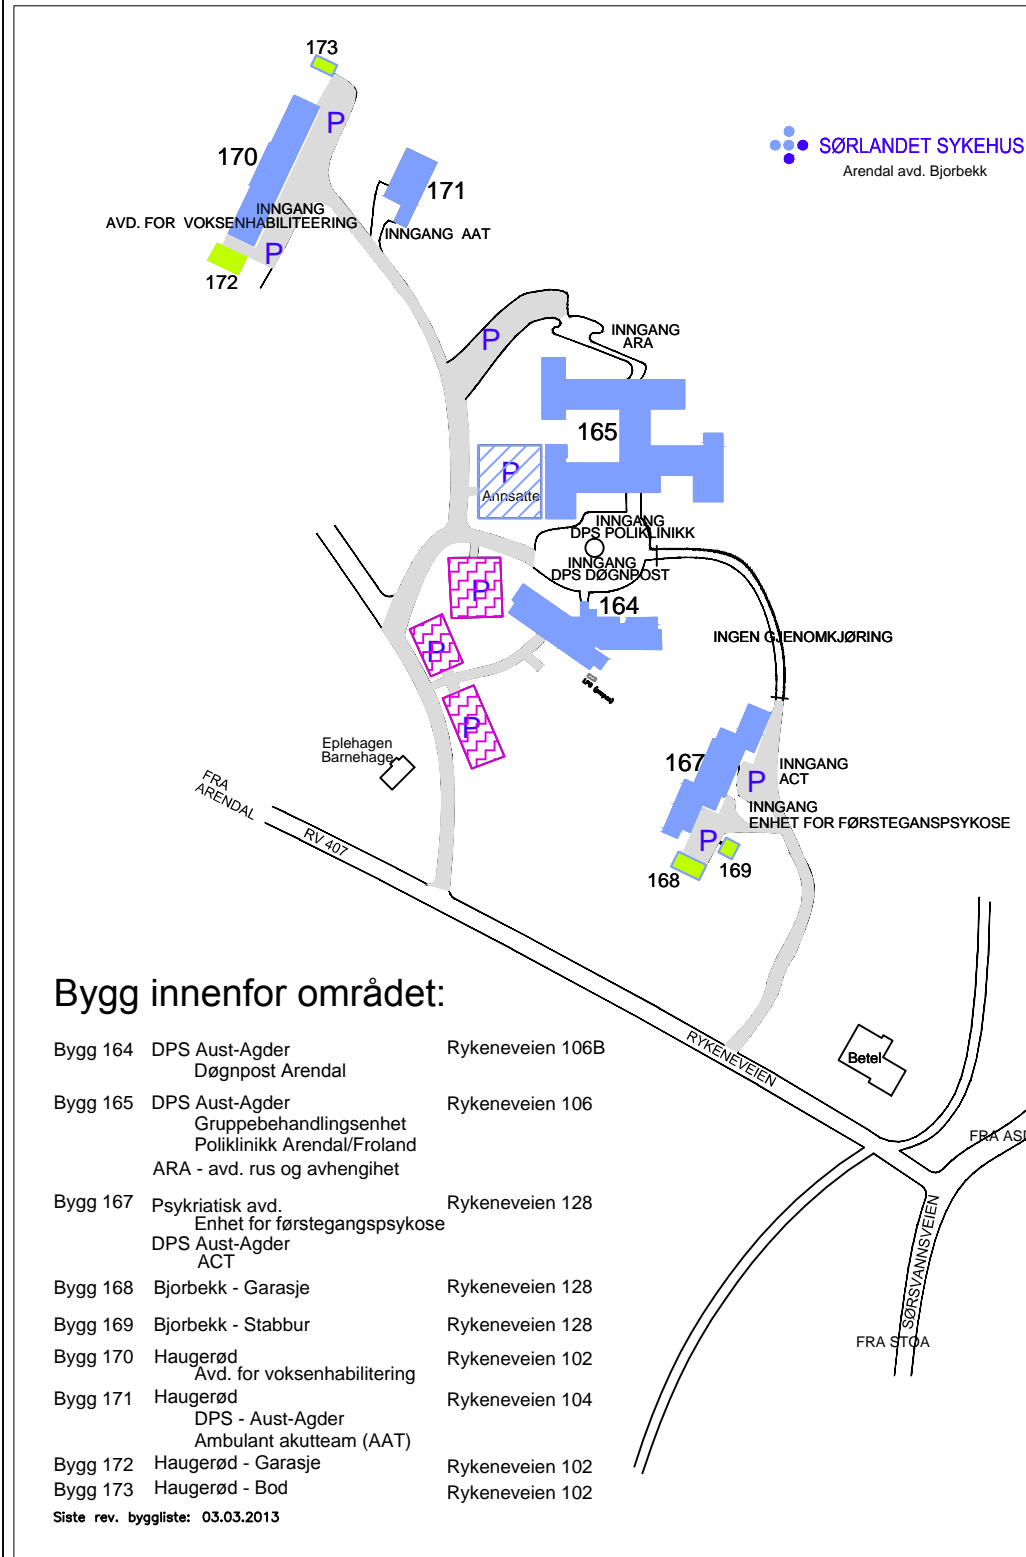 173
P
170
171
SØRLANDET SYKEHUS
Arendal avd. Bjorbekk
INNGANG
AVD. FOR VOKSENHABILITEERING
P
INNGANG AAT
172
P
INNGANG
ARA
165
P
Annsatte
INNGANG
DPS POLIKLINIKK
INNGANG
DPS DØGNPOST
P
164
P
INGEN GJENOMKJØRING
P
Eplehagen
Barnehage
167
INNGANG
ACT
P
FRA
ARENDAL
INNGANG
ENHET FOR FØRSTEGANSPSYKOSE
RV 407
P
168
169
Bygg innenfor området:
Bygg 164 DPS Aust-Agder Rykeneveien 106B
Døgnpost Arendal
Bygg 165 DPS Aust-Agder Rykeneveien 106
Gruppebehandlingsenhet
Poliklinikk Arendal/Froland
ARA - avd. rus og avhengihet
Bygg 167 Psykriatisk avd. Rykeneveien 128
Enhet for førstegangspsykose
DPS Aust-Agder
ACT
Bygg 168 Bjorbekk - Garasje Rykeneveien 128
Bygg 169 Bjorbekk - Stabbur Rykeneveien 128
Bygg 170 Haugerød Rykeneveien 102
Avd. for voksenhabilitering
Bygg 171 Haugerød Rykeneveien 104
DPS - Aust-Agder
Ambulant akutteam (AAT)
Bygg 172 Haugerød - Garasje Rykeneveien 102
Bygg 173 Haugerød - Bod Rykeneveien 102
Siste rev. byggliste: 03.03.2013
RYKENEVEIEN
Betel
FRA
SØRSVANNSVEIEN
FRA STOA